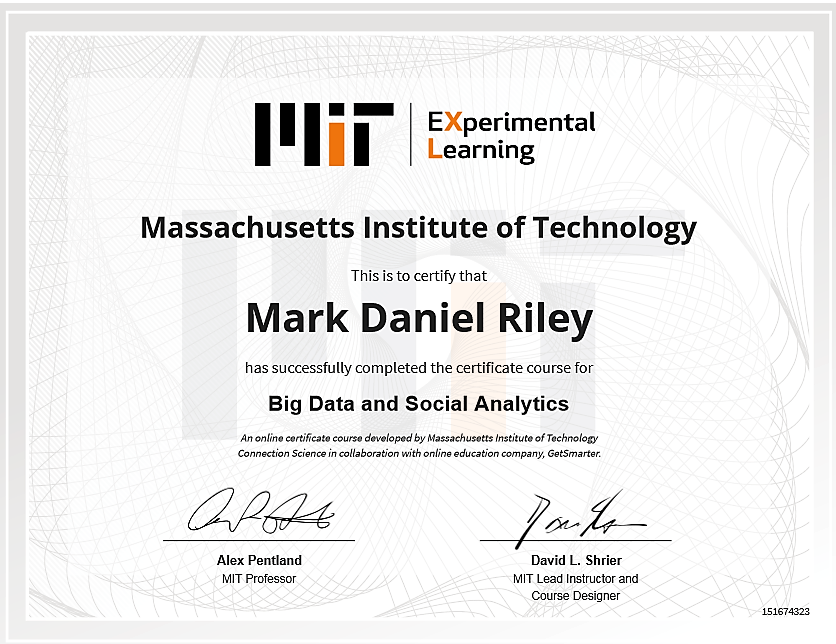 MIT EXperimental
Learning
Massachusetts Institute of Technology
This is to certify that
Mark Daniel Riley
has successfully completed the certificate course for
Big Data and Social Analytics
An online certificate course developed by Massachusetts Institute of Technology
Connection Science in collaboration with online education company, GetSmarter.
Alex Pentland
MIT Professor
David L. Shrier
MIT Lead Instructor and
Course Designer
151674323